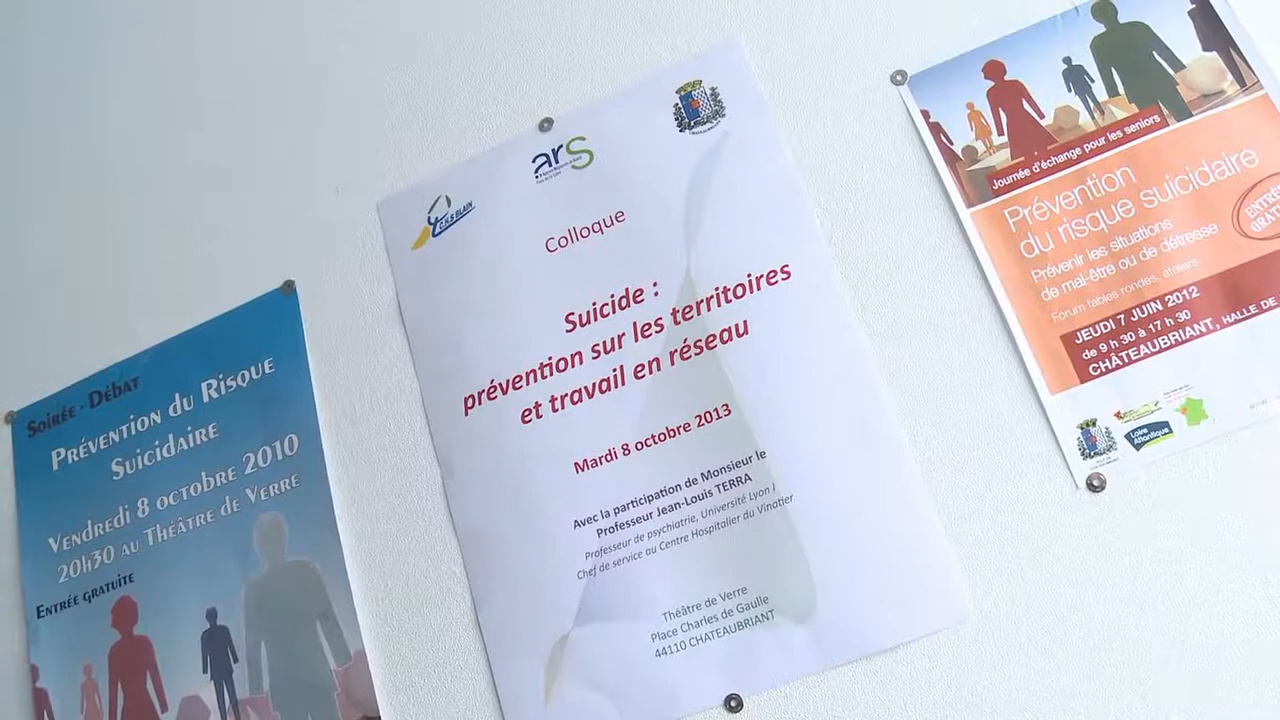 Soirée - Débat
Prévention du Risque
Suicidaire
Vendredi 8 octobre 2010
20h30 au Théâtre de Verre
Entrée gratuite
C.H.S BLAIN
ars
CHATEAUBRIANT
Colloque
Suicide :
prévention sur les territoires
et travail en réseau
Mardi 8 octobre 2013
Avec la participation de Monsieur le
Professeur Jean-Louis TERRA
Professeur de psychiatrie, Université Lyon I
Chef de service au Centre Hospitalier du Vinatier
Théâtre de Verre
Place Charles de Gaulle
44110 CHATEAUBRIANT
Journée d'échange pour les seniors
Prévention
du risque suicidaire
ENTRÉE
GRAT
Prévenir les situations
de mal-être ou de détresse
Forum tables rondes, ateliers
JEUDI 7 JUIN 2012
de 9 h 30 à 17 h 30
CHÂTEAUBRIANT, HALLE DE
Loire
Atlantique